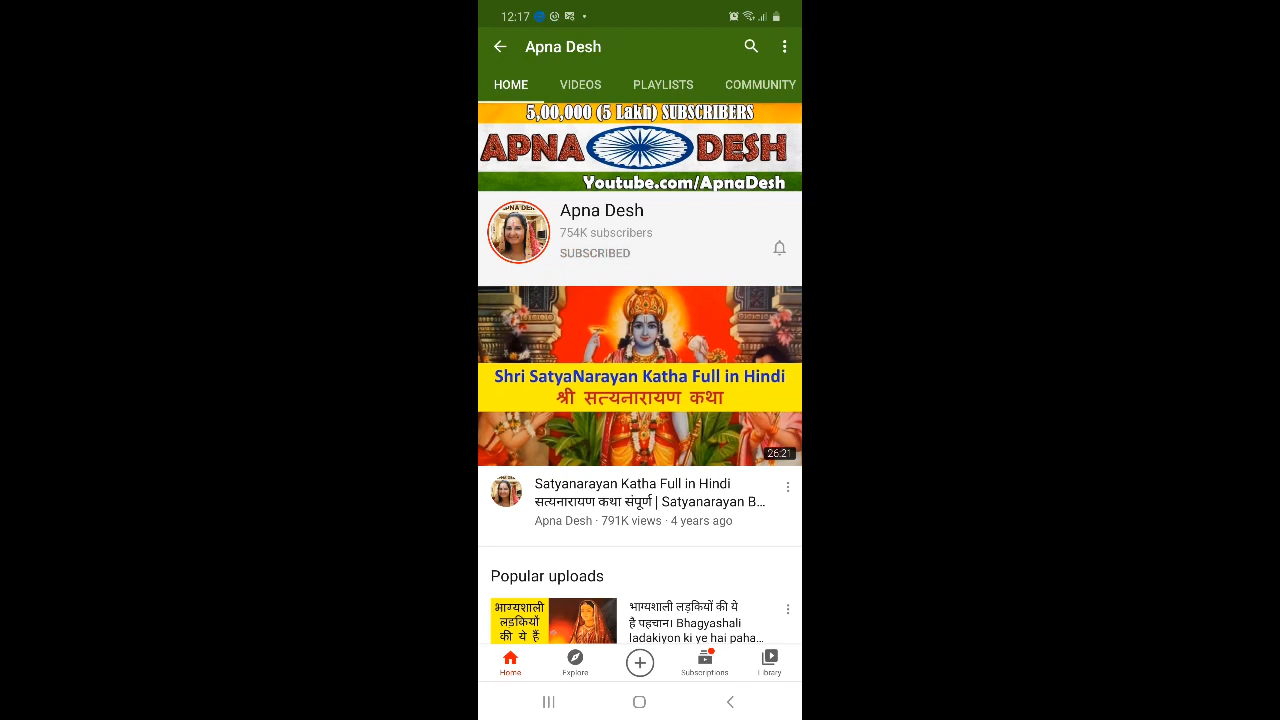 12:17
Apna Desh
HOME VIDEOS PLAYLISTS COMMUNITY
5,00,000 (5 Lakh) SUBSCRIBERS
APNA DESH
Youtube.com/ApnaDesh
Apna Desh
754K subscribers
SUBSCRIBED
Shri SatyaNarayan Katha Full in Hindi
श्री सत्यनारायण कथा
26:21
Satyanarayan Katha Full in Hindi
सत्यनारायण कथा संपूर्ण | Satyanarayan B...
Apna Desh · 791K views · 4 years ago
Popular uploads
भाग्यशाली
लडकियों
की ये हैं
भाग्यशाली लड़कियों की ये
है पहचान। Bhagyashali
ladakiyon ki ye hai paha...
Home Explore Subscriptions Library